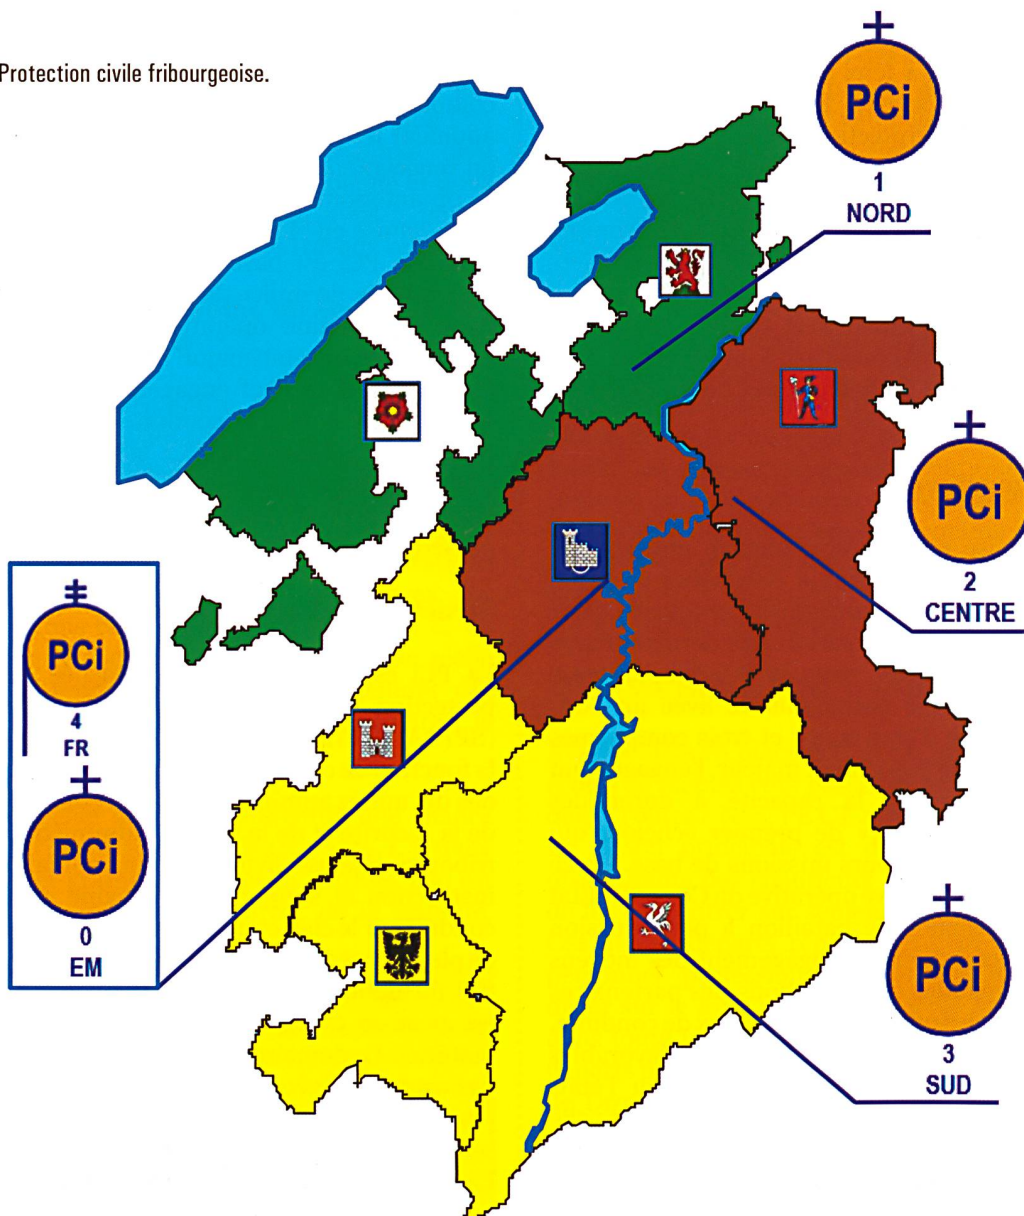 Protection civile fribourgeoise.
PCi
1
NORD
PCi
2
CENTRE
PCi
4
FR
PCi
0
EM
PCi
3
SUD